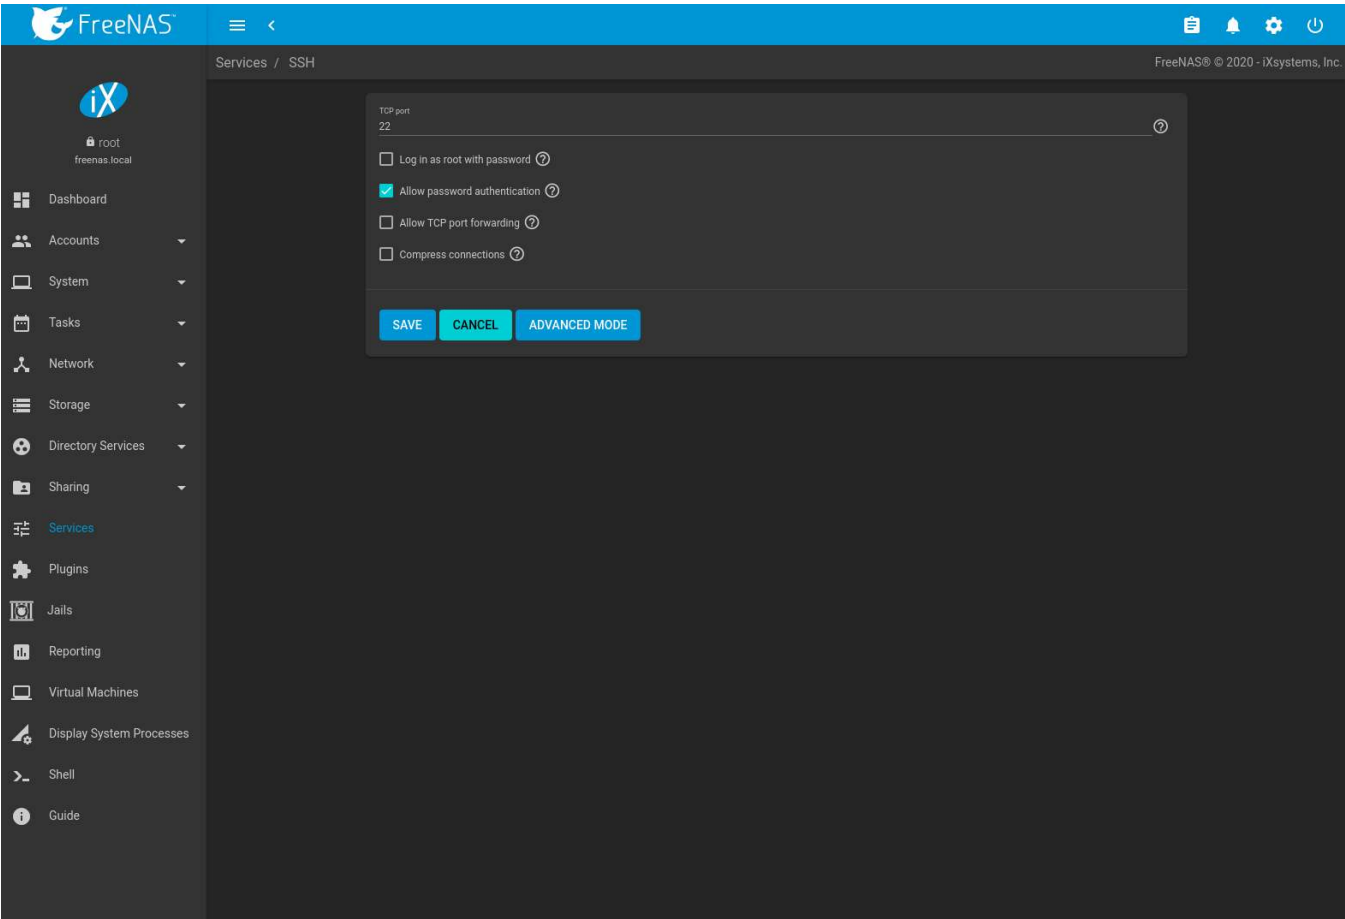 FreeNAS®
Services / SSH
FreeNAS® © 2020 - iXsystems, Inc.
iX
root
freenas.local
Dashboard
Accounts
System
Tasks
Network
Storage
Directory Services
Sharing
Services
Plugins
Jails
Reporting
Virtual Machines
Display System Processes
Shell
Guide
TCP port
22
Log in as root with password
Allow password authentication
Allow TCP port forwarding
Compress connections
SAVE CANCEL ADVANCED MODE